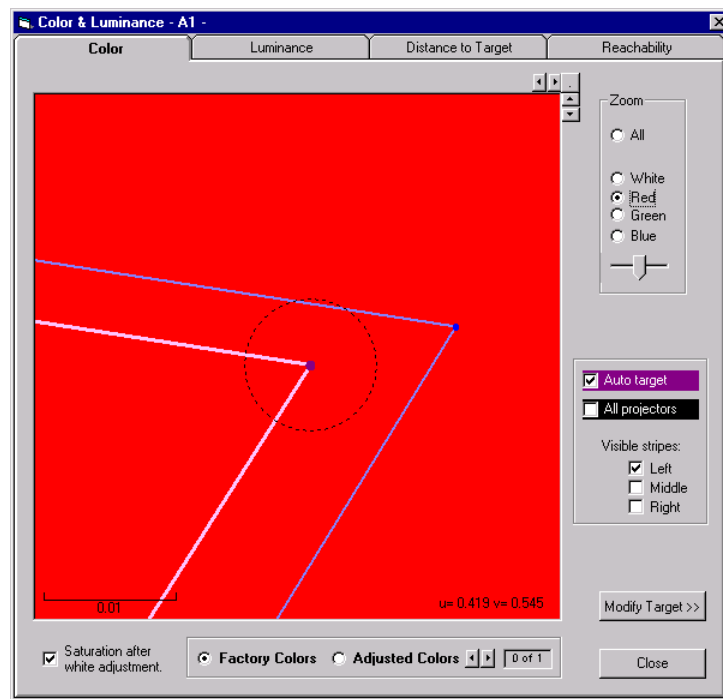 Color & Luminance - A1 -
Color Luminance Distance to Target Reachability
Zoom
All
White
Red
Green
Blue
Auto target
All projectors
Visible stripes:
Left
Middle
Right
0.01
u= 0.419 v= 0.545
Modify Target >>
Saturation after
white adjustment.
Factory Colors Adjusted Colors 0 of 1
Close